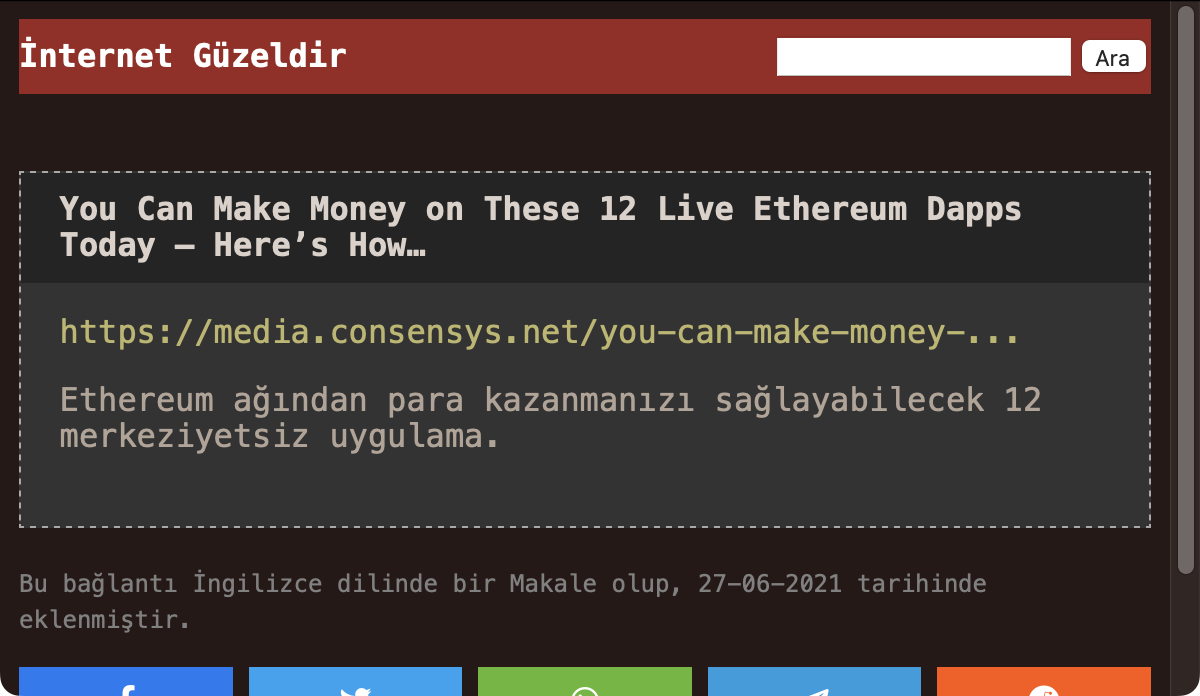 İnternet Güzeldir
Ara
You Can Make Money on These 12 Live Ethereum Dapps
Today — Here’s How…
https://media.consensys.net/you-can-make-money-...
Ethereum ağından para kazanmanızı sağlayabilecek 12
merkeziyetsiz uygulama.
Bu bağlantı İngilizce dilinde bir Makale olup, 27-06-2021 tarihinde
eklenmiştir.